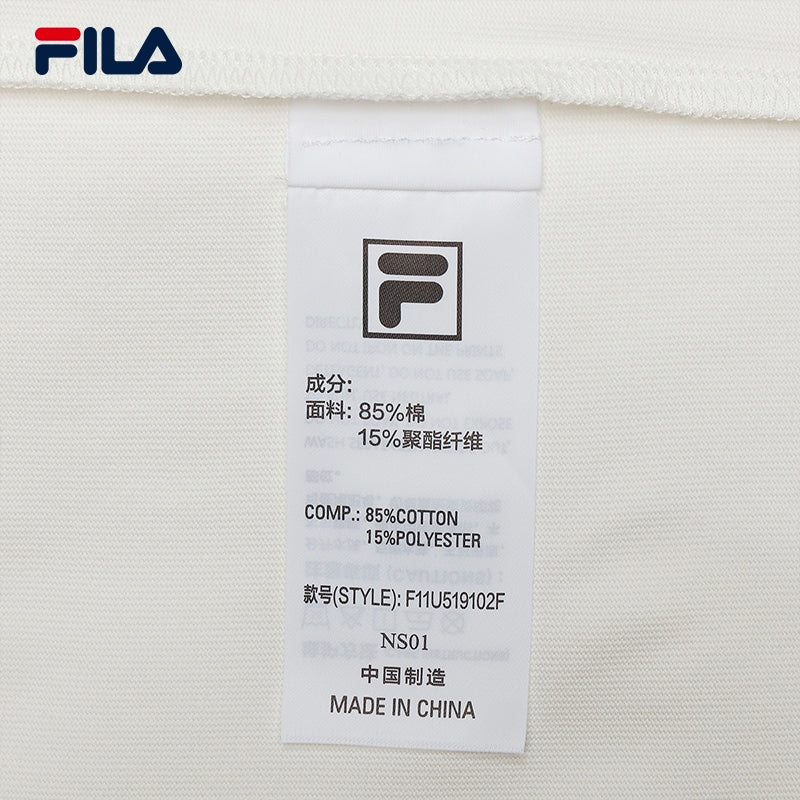 FILA
F
成分:
面料: 85%棉
15%聚酯纤维
COMP.: 85%COTTON
15%POLYESTER
款号(STYLE): F11U519102F
NS01
中国制造
MADE IN CHINA